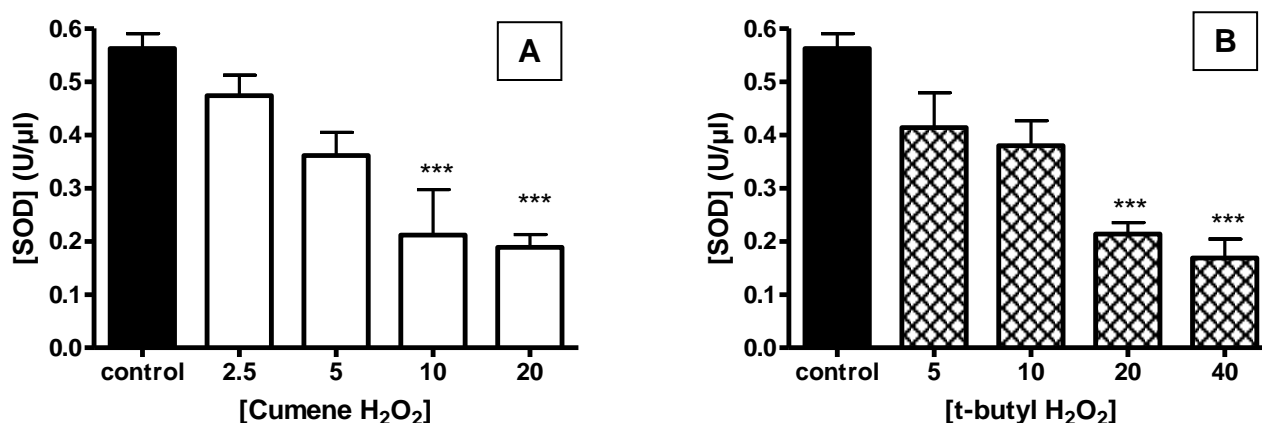 A
[SOD] (U/µl)
0.6
0.5
0.4
0.3
0.2
0.1
0.0
***
***
control 2.5 5 10 20
[Cumene H₂O₂]
B
[SOD] (U/µl)
0.6
0.5
0.4
0.3
0.2
0.1
0.0
***
***
control 5 10 20 40
[t-butyl H₂O₂]